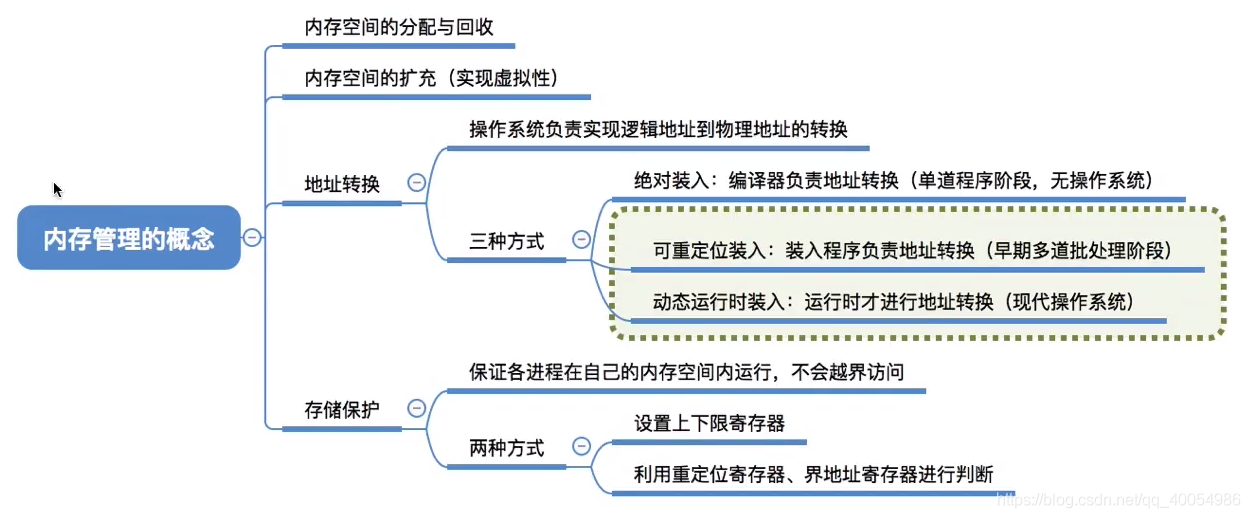 内存空间的分配与回收
内存空间的扩充（实现虚拟性）
操作系统负责实现逻辑地址到物理地址的转换
地址转换
绝对装入：编译器负责地址转换（单道程序阶段，无操作系统）
内存管理的概念
三种方式
可重定位装入：装入程序负责地址转换（早期多道批处理阶段）
动态运行时装入：运行时才进行地址转换（现代操作系统）
保证各进程在自己的内存空间内运行，不会越界访问
存储保护
设置上下限寄存器
两种方式
利用重定位寄存器、界地址寄存器进行判断
https://blog.csdn.net/qq_40054986